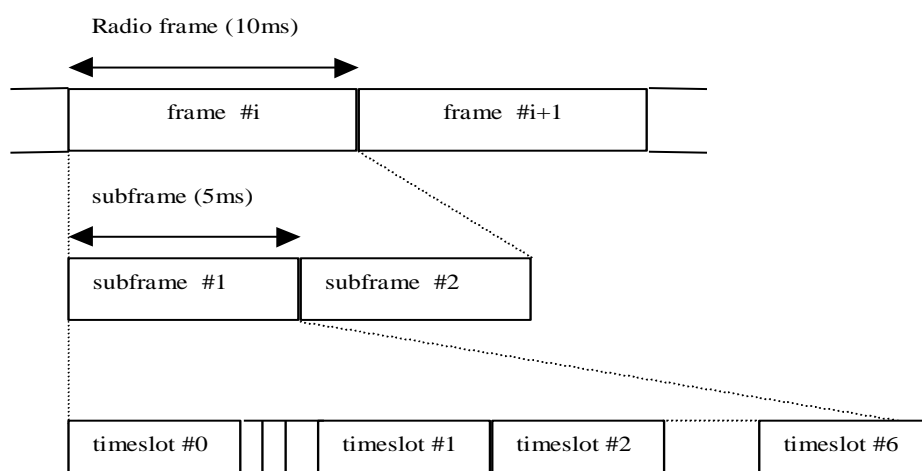 Radio frame (10ms)
frame #i
frame #i+1
subframe (5ms)
subframe #1
subframe #2
timeslot #0
timeslot #1
timeslot #2
timeslot #6